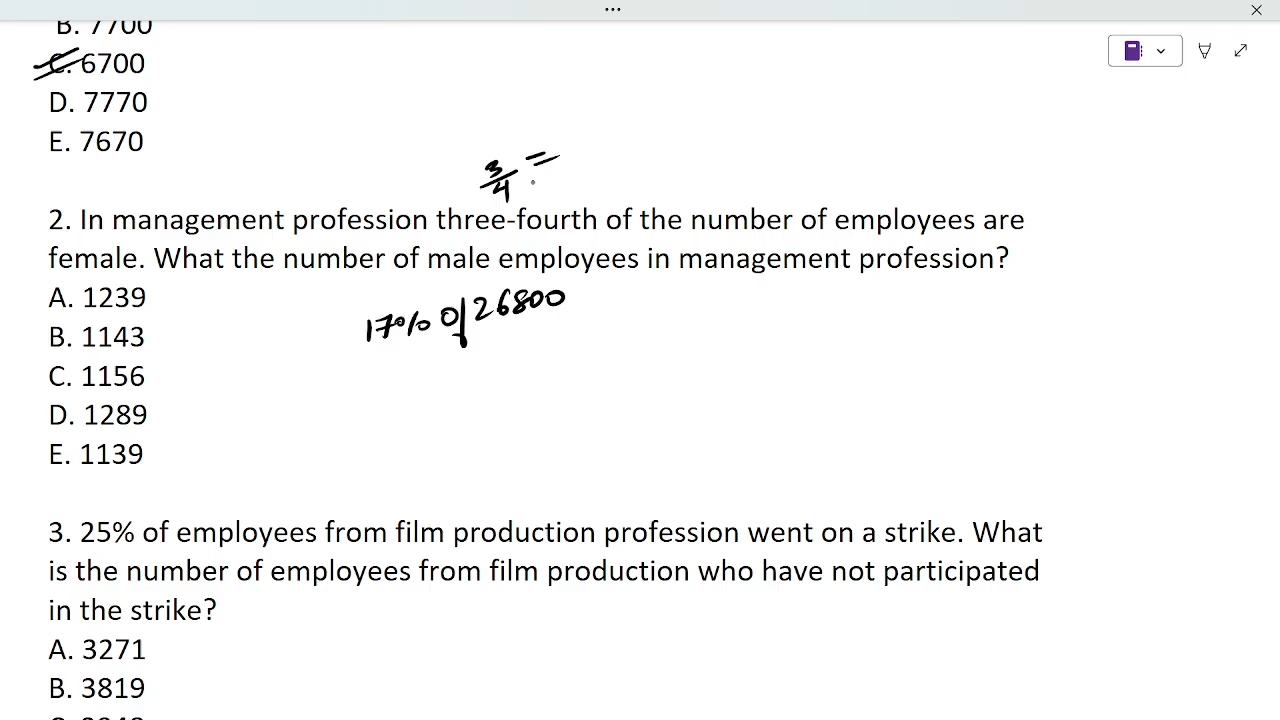 B. 7700
C. 6700
D. 7770
E. 7670
3/4 =
2. In management profession three-fourth of the number of employees are
female. What the number of male employees in management profession?
A. 1239
17% of 26800
B. 1143
C. 1156
D. 1289
E. 1139
3. 25% of employees from film production profession went on a strike. What
is the number of employees from film production who have not participated
in the strike?
A. 3271
B. 3819